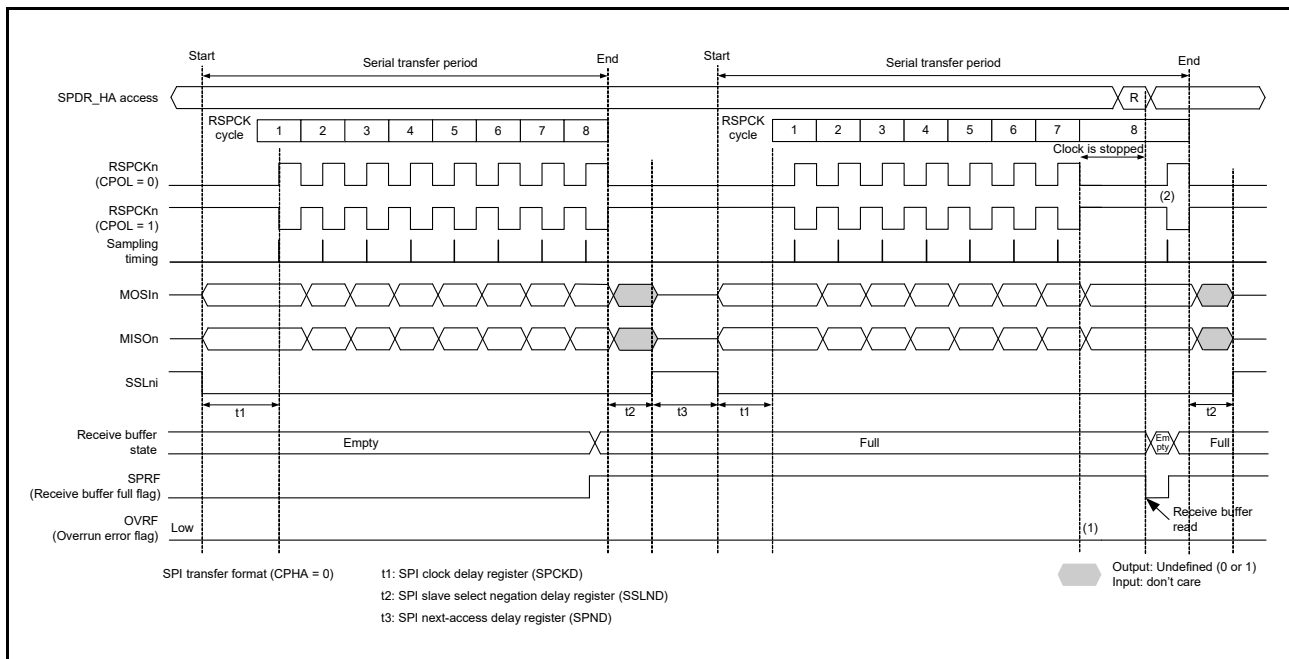 Start
Serial transfer period
End
Start
Serial transfer period
End
SPDR_HA access
R
RSPCK
cycle
1 2 3 4 5 6 7 8
1 2 3 4 5 6 7 8
Clock is stopped
RSPCKn
(CPOL = 0)
(2)
RSPCKn
(CPOL = 1)
Sampling
timing
MOSIn
MISOn
SSLni
t1
t2
t3
t1
t2
Receive buffer
state
Empty
Full
Em
pty
Full
SPRF
(Receive buffer full flag)
Receive buffer
read
OVRF
(Overrun error flag)
Low
(1)
SPI transfer format (CPHA = 0)
t1: SPI clock delay register (SPCKD)
t2: SPI slave select negation delay register (SSLND)
t3: SPI next-access delay register (SPND)
Output: Undefined (0 or 1)
Input: don't care